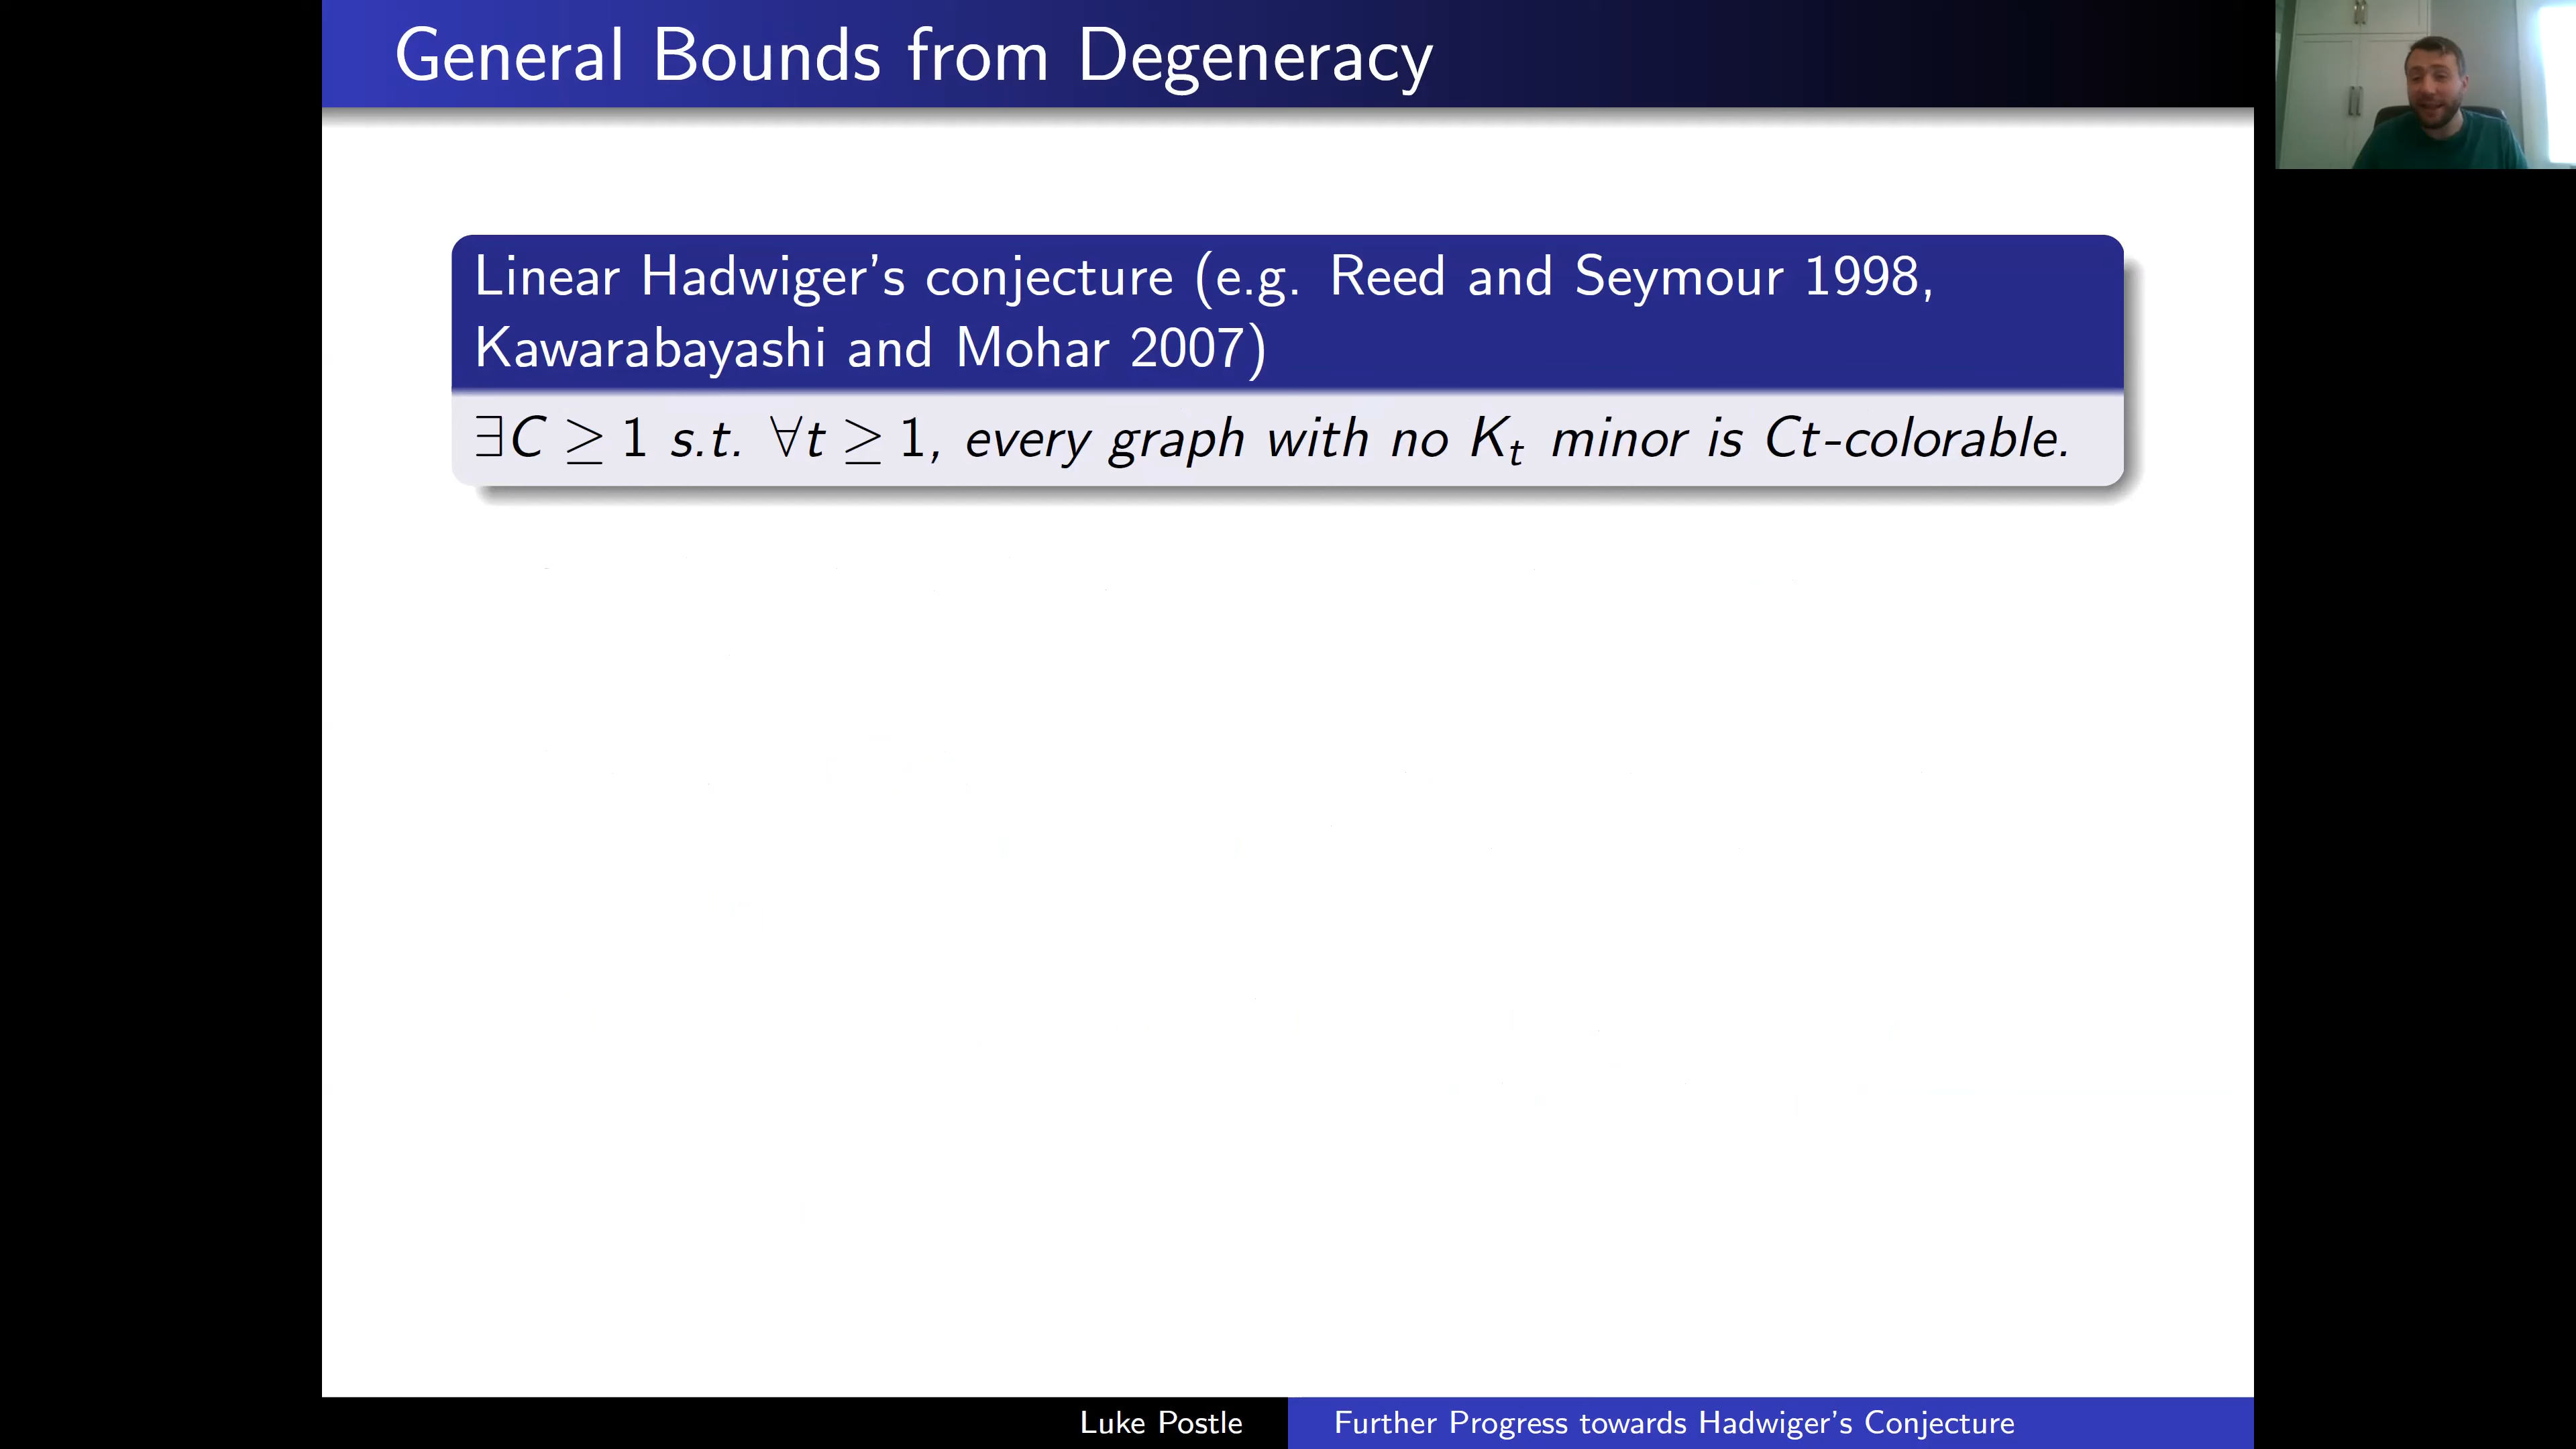 General Bounds from Degeneracy
Linear Hadwiger's conjecture (e.g. Reed and Seymour 1998,
Kawarabayashi and Mohar 2007)
∃C ≥ 1 s.t. ∀t ≥ 1, every graph with no Kₜ minor is Ct-colorable.
Luke Postle
Further Progress towards Hadwiger's Conjecture